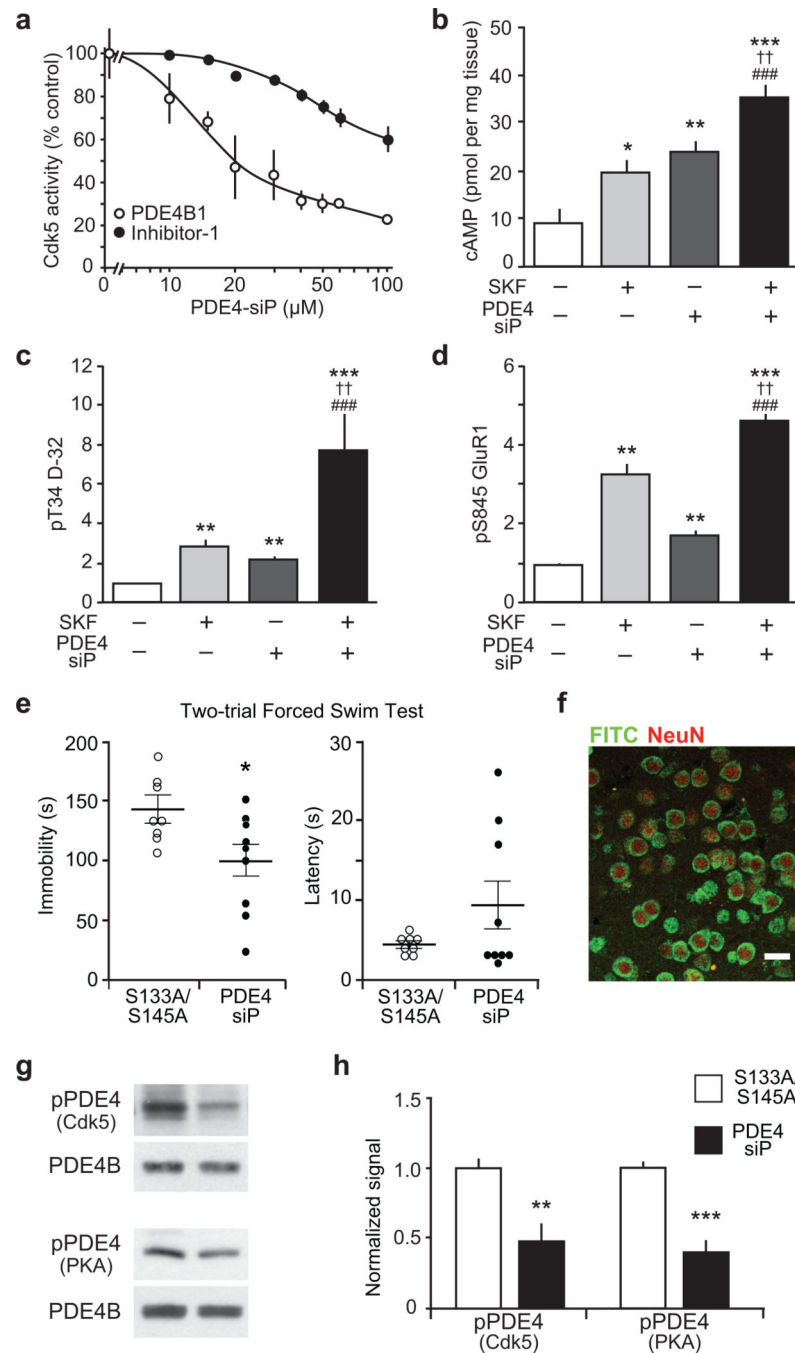 a
Cdk5 activity (% control)
100
80
60
40
20
0
PDE4B1
Inhibitor-1
10
20
50
100
PDE4-siP (µM)
b
cAMP (pmol per mg tissue)
50
40
30
20
10
0
*
**
***
††
###
SKF – + – +
PDE4 siP – – + +
c
pT34 D-32
12
10
8
6
4
2
0
**
**
***
††
###
SKF – + – +
PDE4 siP – – + +
d
pS845 GluR1
6
4
2
0
**
**
***
††
###
SKF – + – +
PDE4 siP – – + +
e
Two-trial Forced Swim Test
Immobility (s)
200
150
100
50
0
*
S133A/
S145A
PDE4
siP
Latency (s)
30
20
10
0
S133A/
S145A
PDE4
siP
f
FITC NeuN
g
pPDE4
(Cdk5)
PDE4B
pPDE4
(PKA)
PDE4B
h
S133A/
S145A
PDE4
siP
Normalized signal
1.5
1.0
0.5
0
**
***
pPDE4
(Cdk5)
pPDE4
(PKA)